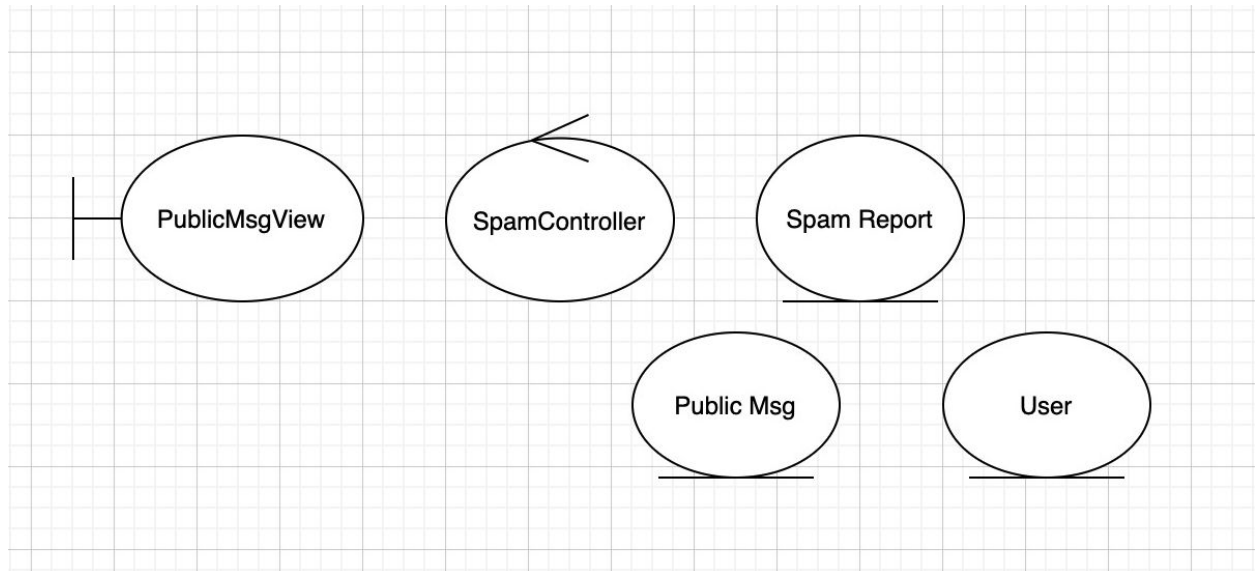 PublicMsgView
SpamController
Spam Report
Public Msg
User